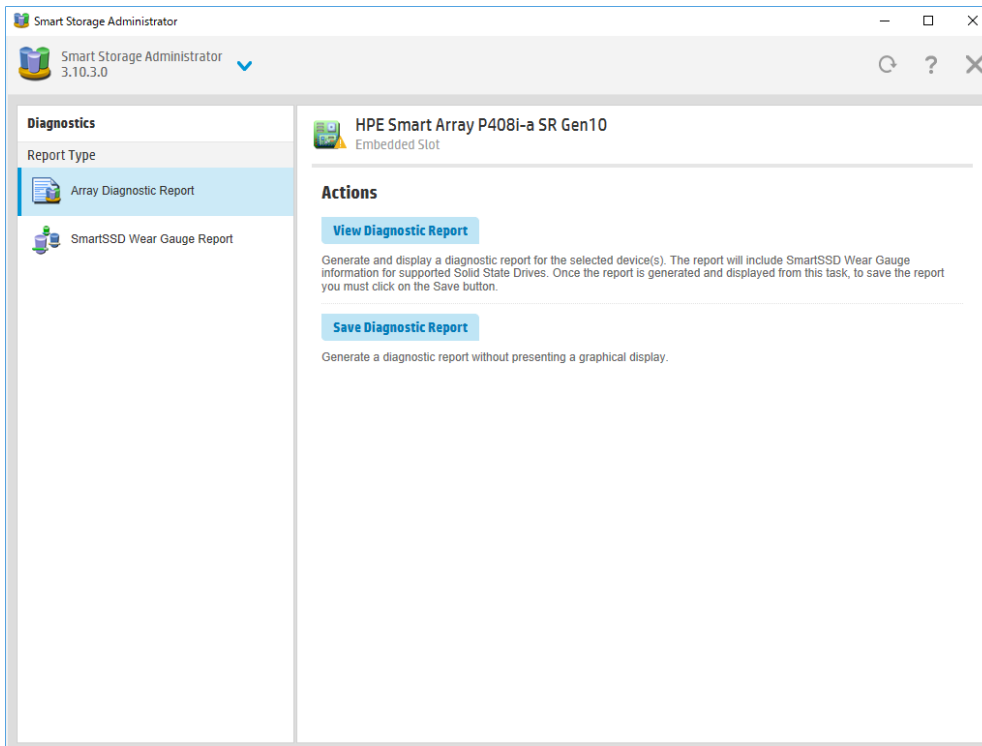 Smart Storage Administrator
Smart Storage Administrator
3.10.3.0
?
Diagnostics
Report Type
Array Diagnostic Report
SmartSSD Wear Gauge Report
HPE Smart Array P408i-a SR Gen10
Embedded Slot
Actions
View Diagnostic Report
Generate and display a diagnostic report for the selected device(s). The report will include SmartSSD Wear Gauge
information for supported Solid State Drives. Once the report is generated and displayed from this task, to save the report
you must click on the Save button.
Save Diagnostic Report
Generate a diagnostic report without presenting a graphical display.